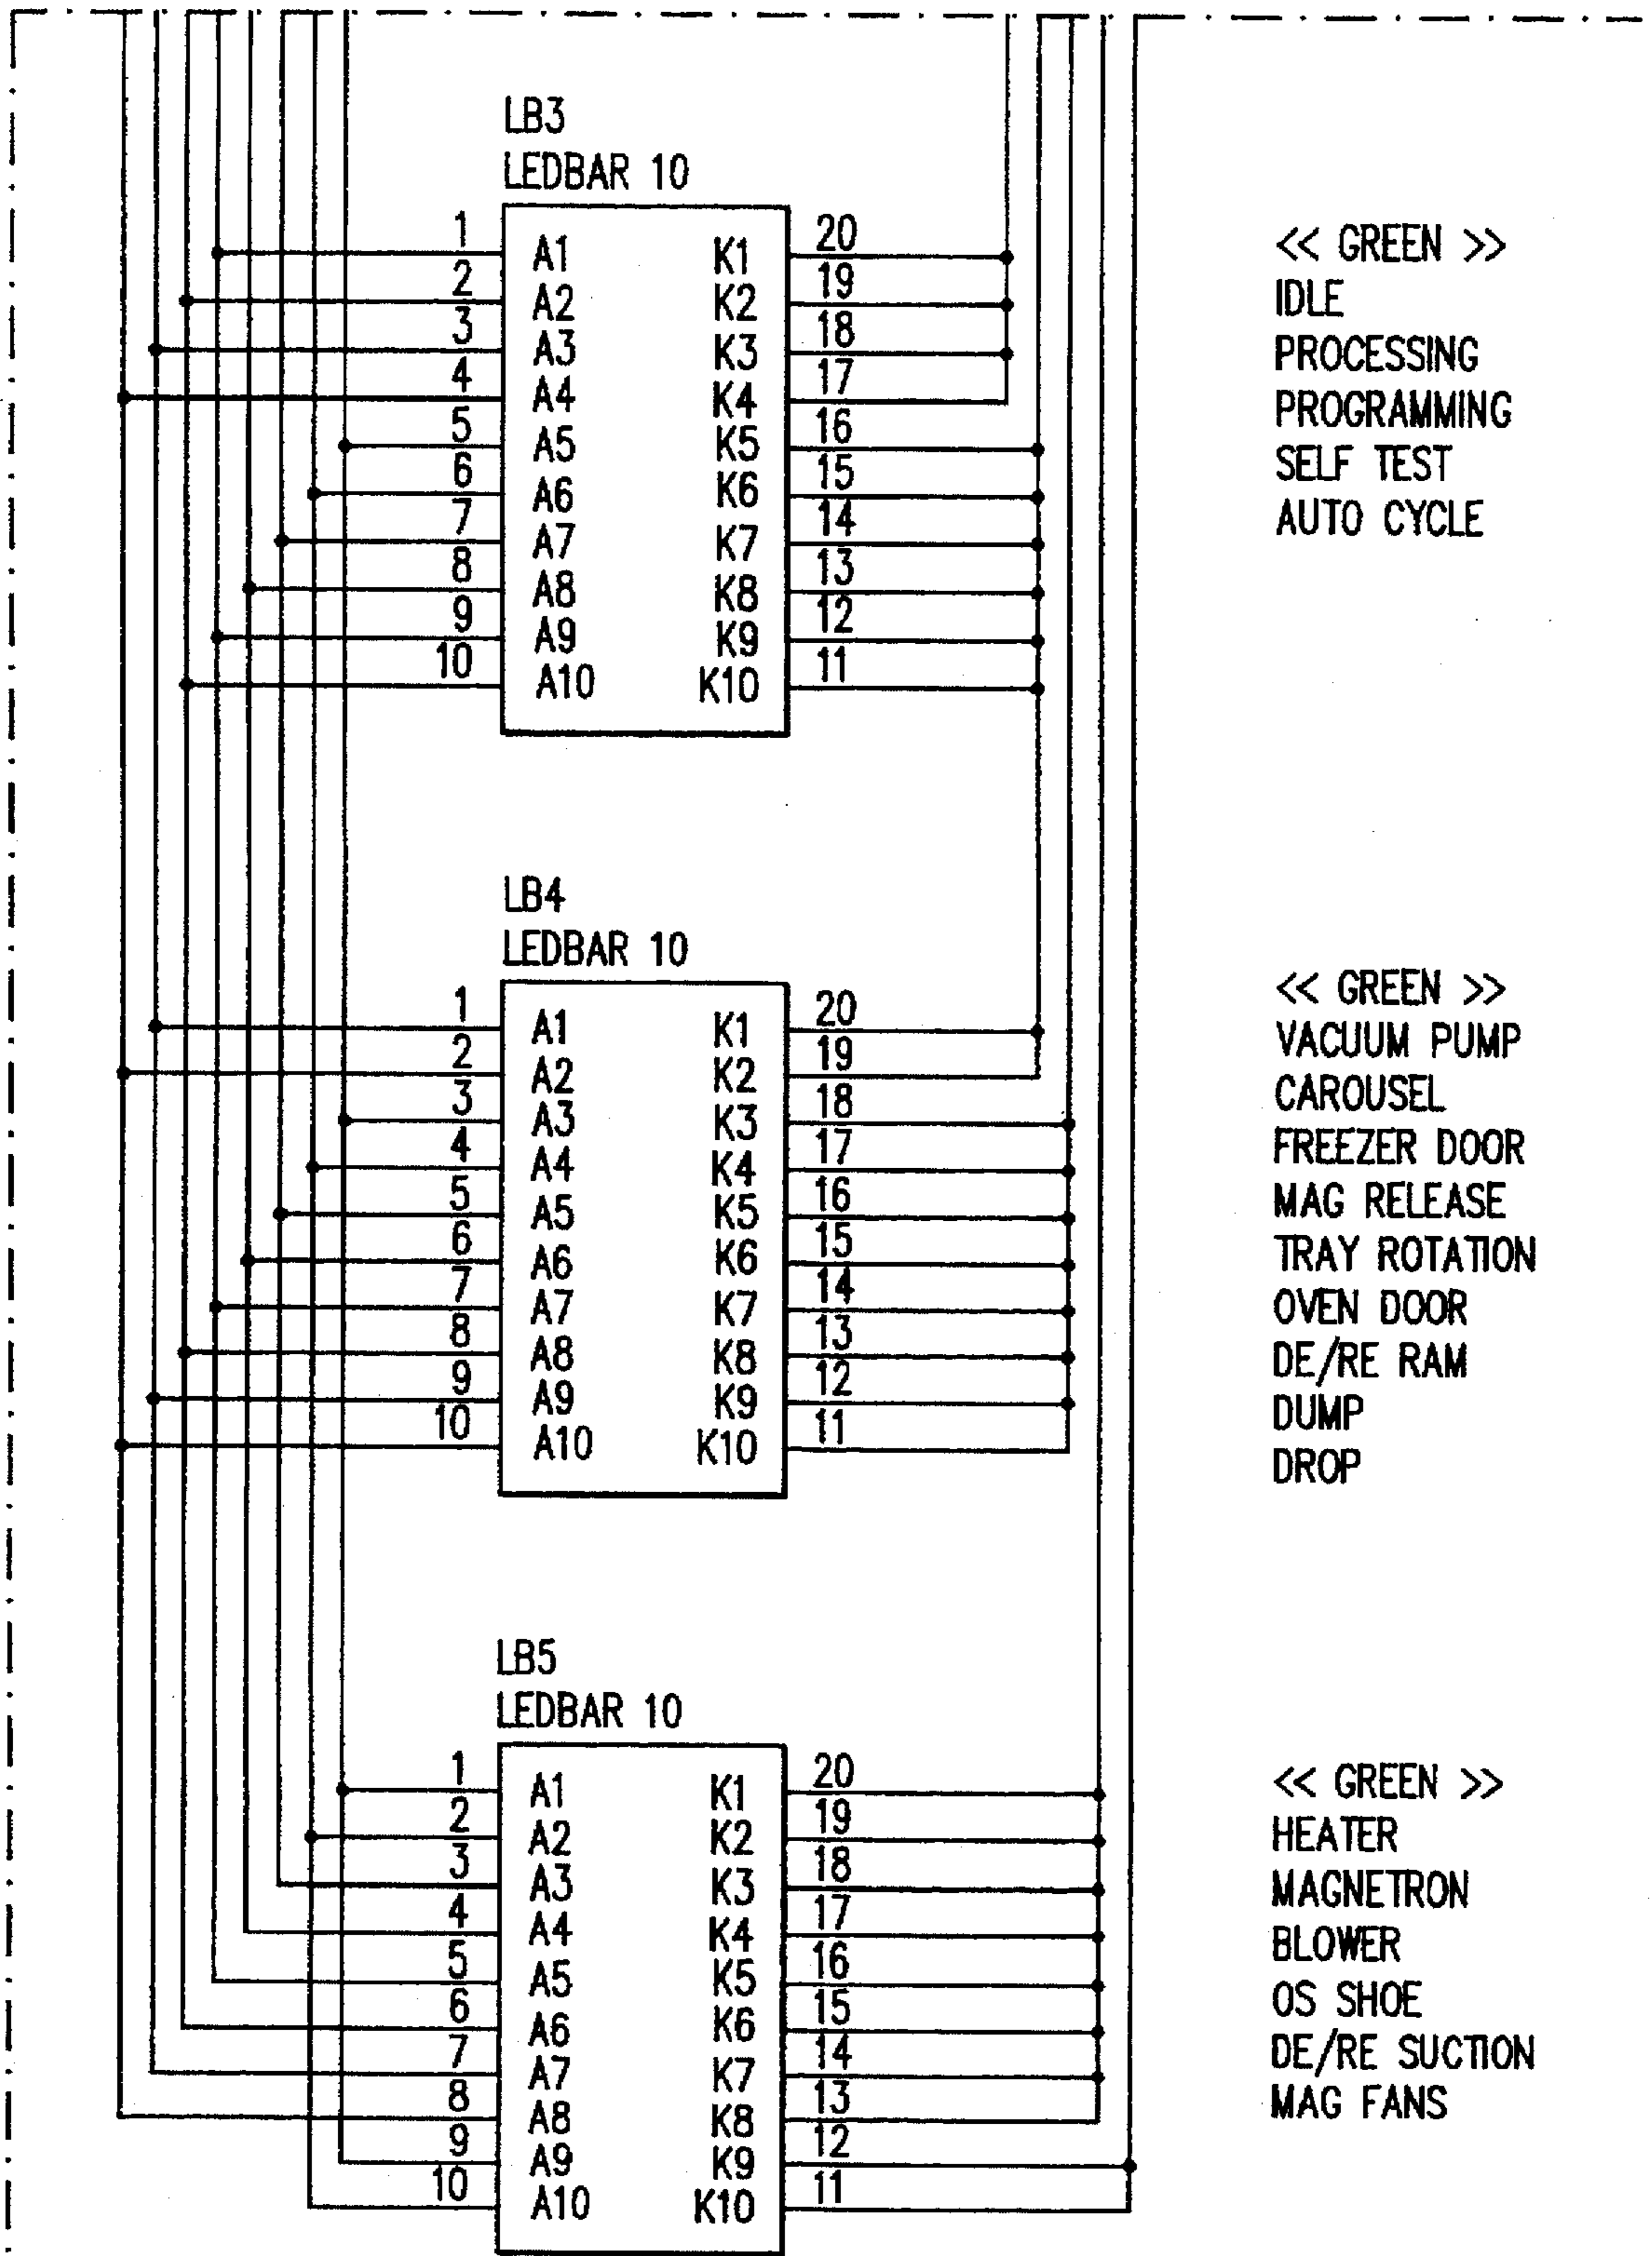 LB3
LEDBAR 10
1 A1 K1 20
2 A2 K2 19
3 A3 K3 18
4 A4 K4 17
5 A5 K5 16
6 A6 K6 15
7 A7 K7 14
8 A8 K8 13
9 A9 K9 12
10 A10 K10 11
<< GREEN >>
IDLE
PROCESSING
PROGRAMMING
SELF TEST
AUTO CYCLE
LB4
LEDBAR 10
1 A1 K1 20
2 A2 K2 19
3 A3 K3 18
4 A4 K4 17
5 A5 K5 16
6 A6 K6 15
7 A7 K7 14
8 A8 K8 13
9 A9 K9 12
10 A10 K10 11
<< GREEN >>
VACUUM PUMP
CAROUSEL
FREEZER DOOR
MAG RELEASE
TRAY ROTATION
OVEN DOOR
DE/RE RAM
DUMP
DROP
LB5
LEDBAR 10
1 A1 K1 20
2 A2 K2 19
3 A3 K3 18
4 A4 K4 17
5 A5 K5 16
6 A6 K6 15
7 A7 K7 14
8 A8 K8 13
9 A9 K9 12
10 A10 K10 11
<< GREEN >>
HEATER
MAGNETRON
BLOWER
OS SHOE
DE/RE SUCTION
MAG FANS